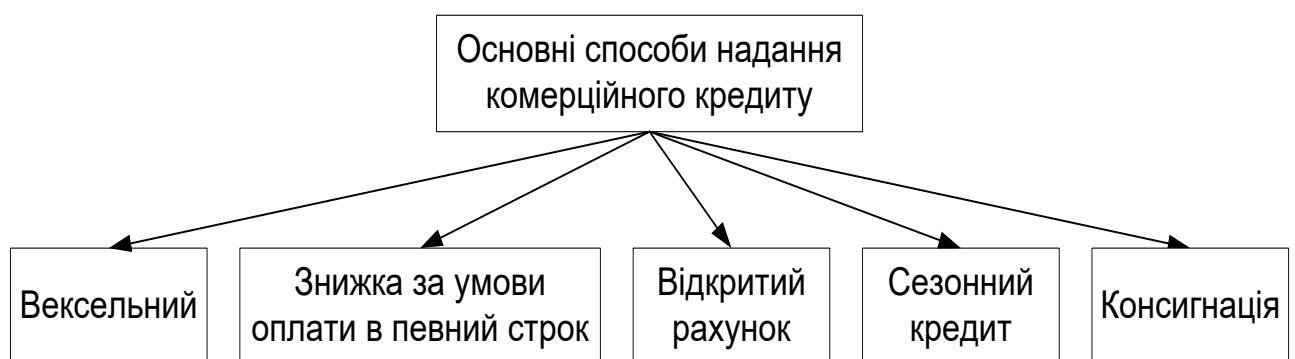 Основні способи надання
комерційного кредиту
Вексельний
Знижка за умови
оплати в певний строк
Відкритий
рахунок
Сезонний
кредит
Консигнація